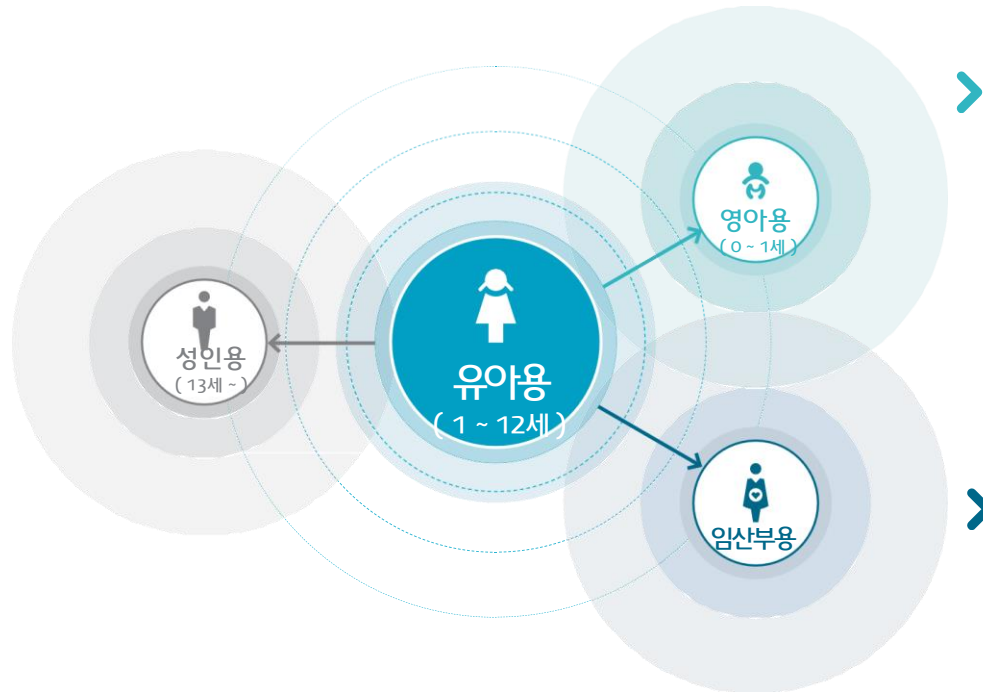 영아용
( 0 ~ 1세 )
성인용
( 13세 ~ )
유아용
( 1 ~ 12세 )
임산부용